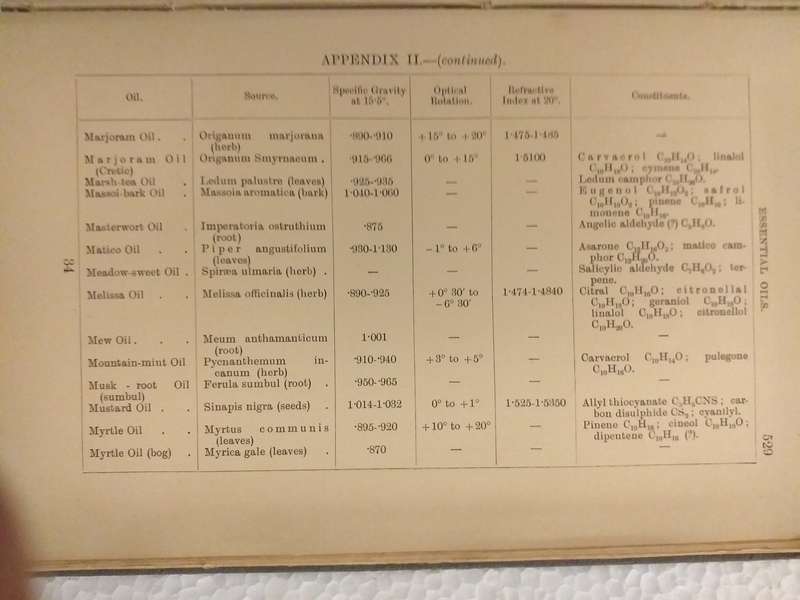 APPENDIX II.—(continued).
Oil. Source. Specific Gravity at 15·5°. Optical Rotation. Refractive Index at 20°. Constituents.
Marjoram Oil . . Origanum marjorana (herb) ·890-·910 +15° to +20° 1·475-1·485 —
Marjoram Oil (Cretic) Origanum Smyrnaeum . ·915-·966 0° to +15° 1·5100 Carvacrol C₁₀H₁₄O; linalol C₁₀H₁₈O; cymene C₁₀H₁₄.
Marsh-tea Oil . Ledum palustre (leaves) ·925-·935 — — Ledum camphor C₁₅H₂₆O.
Massoi-bark Oil . Massoia aromatica (bark) 1·040-1·060 — — Eugenol C₁₀H₁₂O₂; safrol C₁₀H₁₀O₂; pinene C₁₀H₁₆; limonene C₁₀H₁₆.
Masterwort Oil . Imperatoria ostruthium (root) ·875 — — Angelic aldehyde (?) C₅H₈O.
Matico Oil . . Piper angustifolium (leaves) ·930-1·130 −1° to +6° — Asarone C₁₂H₁₆O₃; matico camphor C₁₂H₂₀O.
Meadow-sweet Oil . Spiræa ulmaria (herb) . — — — Salicylic aldehyde C₇H₆O₂; terpene.
Melissa Oil . . Melissa officinalis (herb) ·890-·925 +0° 30′ to −6° 30′ 1·474-1·4840 Citral C₁₀H₁₆O; citronellal C₁₀H₁₈O; geraniol C₁₀H₁₈O; linalol C₁₀H₁₈O; citronellol C₁₀H₂₀O.
Mew Oil . . . Meum anthamanticum (root) 1·001 — — —
Mountain-mint Oil Pycnanthemum incanum (herb) ·910-·940 +3° to +5° — Carvacrol C₁₀H₁₄O; pulegone C₁₀H₁₆O.
Musk-root Oil (sumbul) Ferula sumbul (root) . ·950-·965 — — —
Mustard Oil . . Sinapis nigra (seeds) . 1·014-1·032 0° to +1° 1·525-1·5350 Allyl thiocyanate C₃H₅CNS; carbon disulphide CS₂; cyanilyl.
Myrtle Oil . . Myrtus communis (leaves) ·895-·920 +10° to +20° — Pinene C₁₀H₁₆; cineol C₁₀H₁₈O; dipentene C₁₀H₁₆ (?).
Myrtle Oil (bog) . Myrica gale (leaves) . ·870 — — —
34
ESSENTIAL OILS.
529